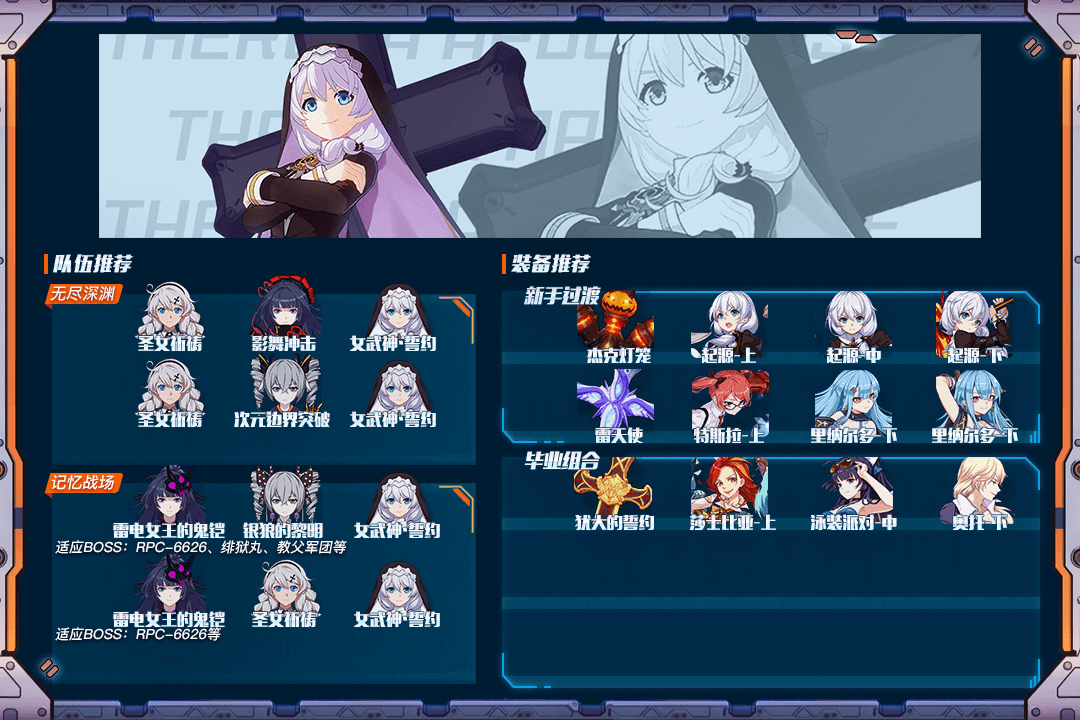 THERESA APOCALYPSE
队伍推荐
无尽深渊
圣女祈祷 影舞冲击 女武神·誓约
圣女祈祷 次元边界突破 女武神·誓约
记忆战场
雷电女王的鬼铠 银狼的黎明 女武神·誓约
适应BOSS：RPC-6626、绯狱丸、教父军团等
雷电女王的鬼铠 圣女祈祷 女武神·誓约
适应BOSS：RPC-6626等
装备推荐
新手过渡
杰克灯笼 起源-上 起源-中 起源-下
雷天使 特斯拉-上 里纳尔多-下 里纳尔多-下
毕业组合
犹大的誓约 莎士比亚-上 泳装派对-中 奥托-下